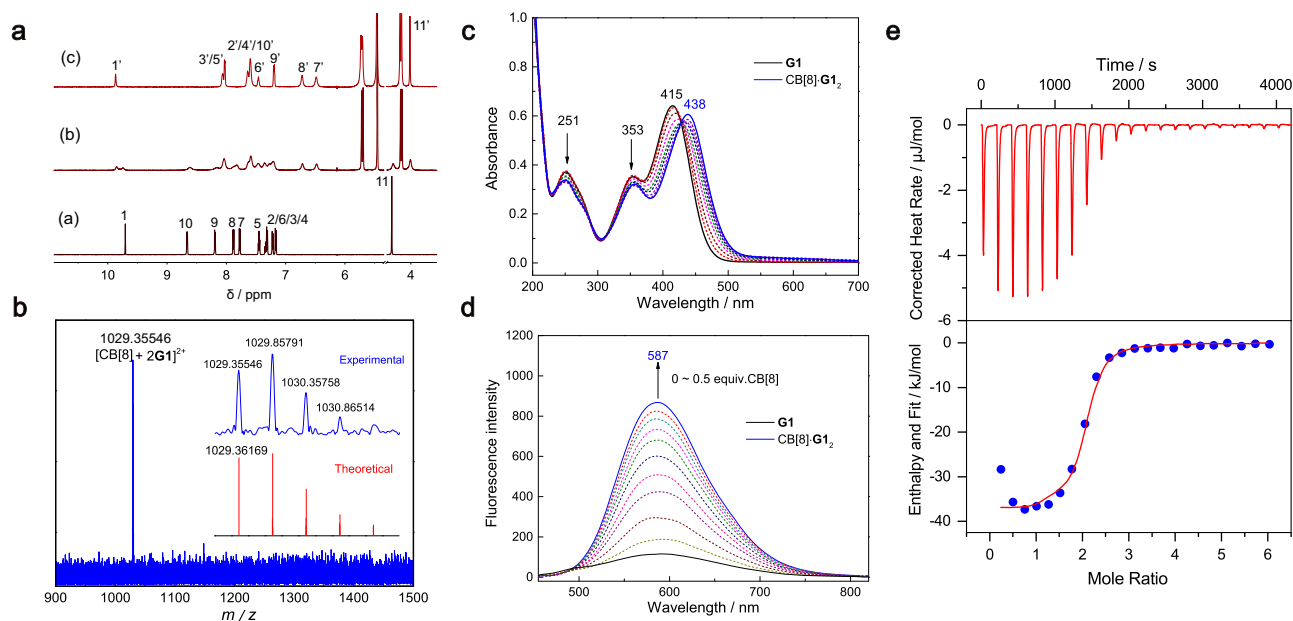 a
(c)
1'
3'/5'
2'/4'/10'
6'
9'
8'
7'
11'
(b)
(a)
1
10
9
8
7
5
2/6/3/4
11
10
9
8
7
6
4
δ / ppm
b
1029.35546
[CB[8] + 2G1]²⁺
1029.35546
1029.85791
1030.35758
1030.86514
Experimental
1029.36169
Theoretical
900 1000 1100 1200 1300 1400 1500
m / z
c
1.0
0.8
0.6
0.4
0.2
0.0
Absorbance
251
353
415
438
G1
CB[8]·G1₂
200 300 400 500 600 700
Wavelength / nm
d
1200
1100
1000
900
800
700
600
500
400
300
200
100
0
Fluorescence intensity
587
0 ~ 0.5 equiv.CB[8]
G1
CB[8]·G1₂
500 600 700 800
Wavelength / nm
e
Time / s
0 1000 2000 3000 4000
0
-2
-4
-6
Corrected Heat Rate / μJ/mol
0
-10
-20
-30
-40
Enthalpy and Fit / kJ/mol
0 1 2 3 4 5 6
Mole Ratio